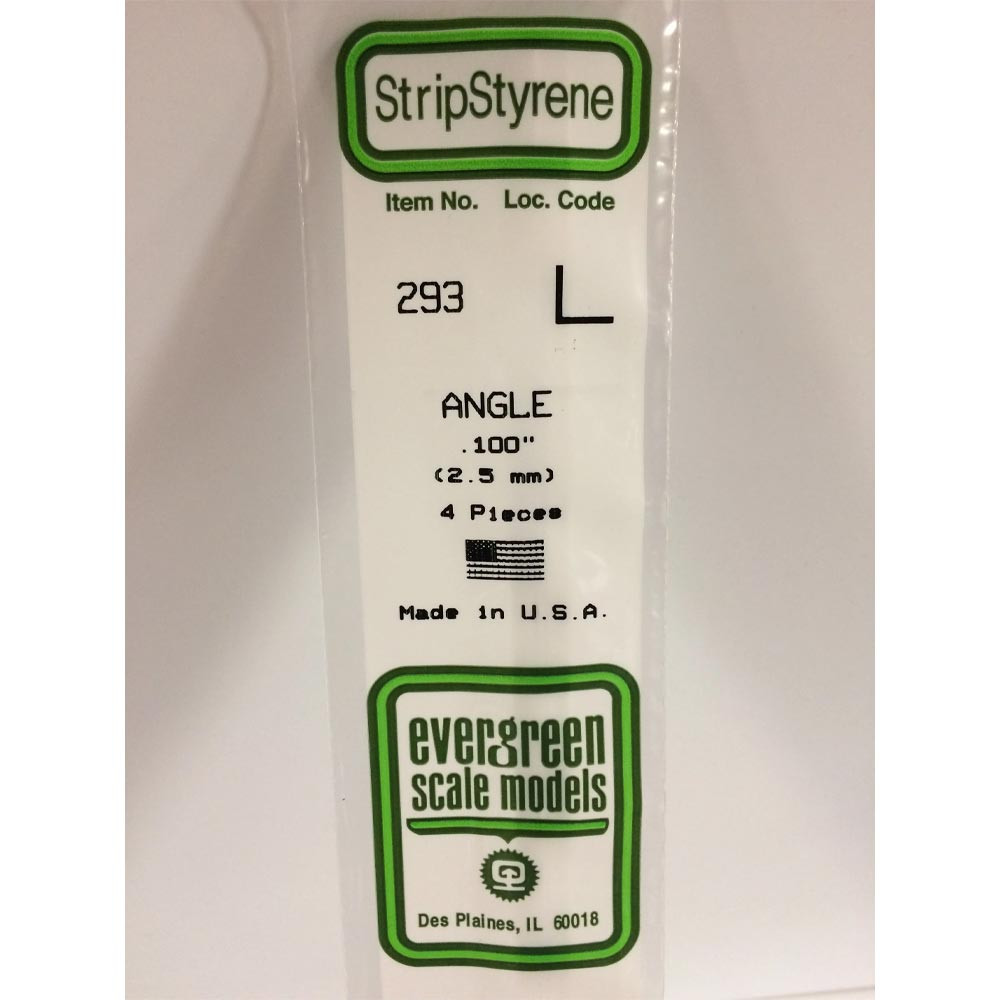 StripStyrene
Item No. Loc. Code
293 L
ANGLE
.100"
(2.5 mm)
4 Pieces
Made in U.S.A.
evergreen
scale models
Des Plaines, IL 60018